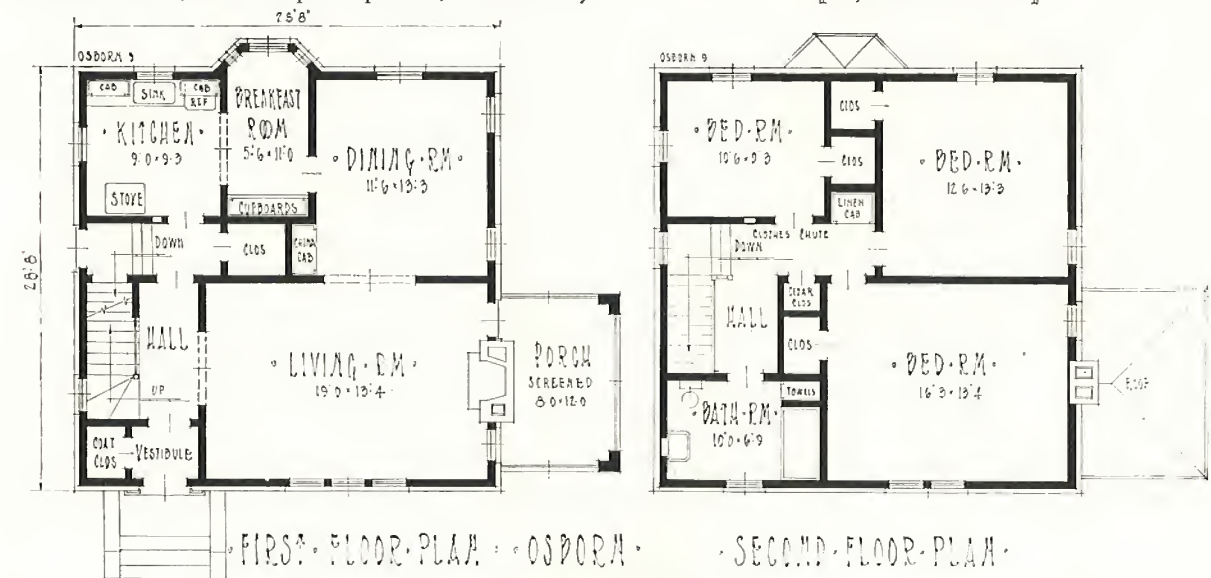 25'8"
28'8"
OSBORN 9
CAB
SINK
CAB
REF
BREAKFAST
ROOM
5'6×11'0
·KITCHEN·
9'0×9'3
STOVE
·DINING·RM·
11'6×13'3
CUPBOARDS
DOWN
CLOS
CHINA
CAB
HALL
UP
·LIVING·RM·
19'0×13'4
PORCH
SCREENED
8'0×12'0
COAT
CLOS
VESTIBULE
·FIRST·FLOOR·PLAN·
·OSBORN·
OSBORN 9
·BED·RM·
10'6×9'3
CLOS
CLOS
LINEN
CAB
·BED·RM·
12'6×13'3
CLOTHES CHUTE
DOWN
HALL
CEDAR
CLOS
CLOS
·BED·RM·
16'3×13'4
ROOF
TOWELS
·BATH·RM·
10'0×6'9
·SECOND·FLOOR·PLAN·